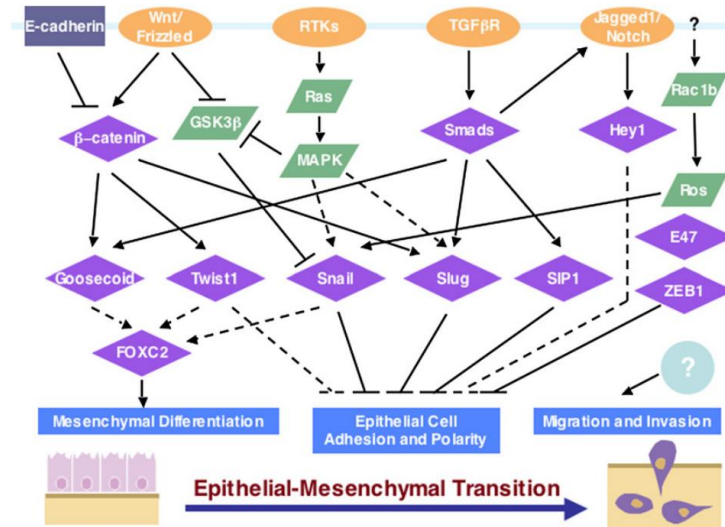 E-cadherin
Wnt/
Frizzled
RTKs
TGFβR
Jagged1/
Notch
?
Ras
Rac1b
GSK3β
β–catenin
Smads
Hey1
MAPK
Ros
E47
Goosecoid
Twist1
Snail
Slug
SIP1
ZEB1
FOXC2
?
Mesenchymal Differentiation
Epithelial Cell
Adhesion and Polarity
Migration and Invasion
Epithelial-Mesenchymal Transition